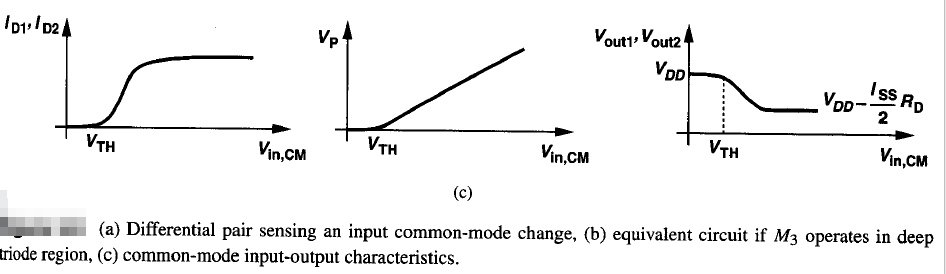 I_D1, I_D2
V_TH
V_in,CM
V_P
V_TH
V_in,CM
V_out1, V_out2
V_DD
V_DD – I_SS/2 R_D
V_TH
V_in,CM
(c)
(a) Differential pair sensing an input common-mode change, (b) equivalent circuit if M_3 operates in deep
triode region, (c) common-mode input-output characteristics.